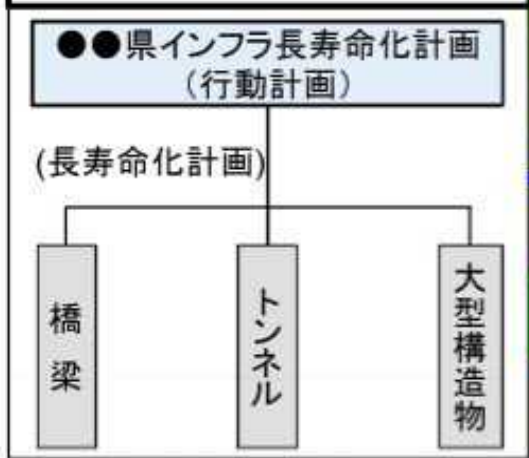 ●●県インフラ長寿命化計画
（行動計画）
(長寿命化計画)
橋梁
トンネル
大型構造物